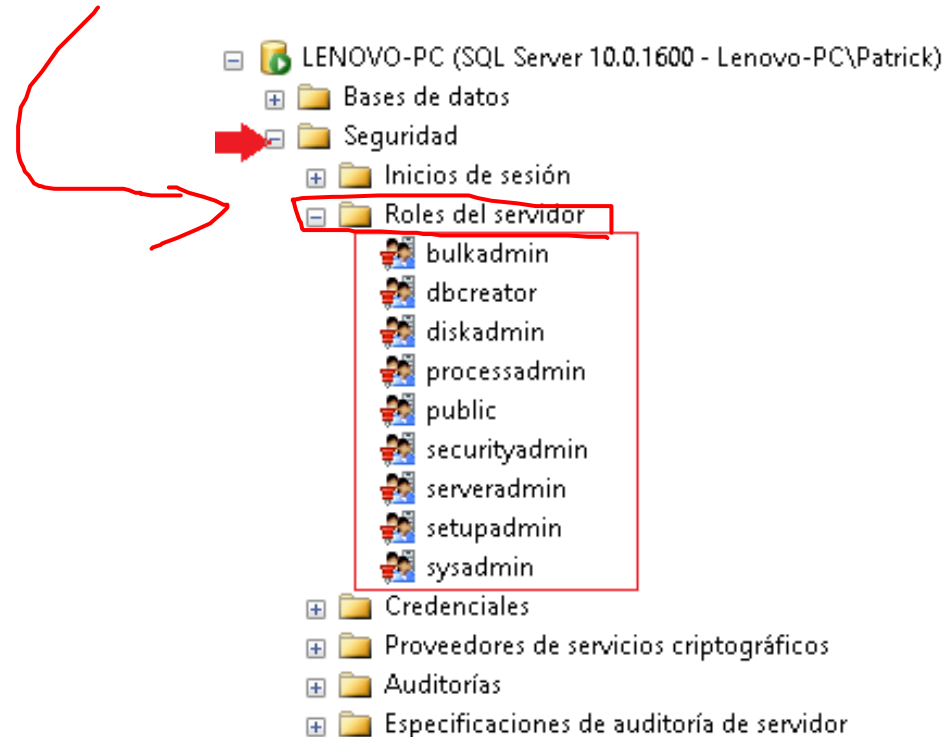 LENOVO-PC (SQL Server 10.0.1600 - Lenovo-PC\Patrick)
Bases de datos
Seguridad
Inicios de sesión
Roles del servidor
bulkadmin
dbcreator
diskadmin
processadmin
public
securityadmin
serveradmin
setupadmin
sysadmin
Credenciales
Proveedores de servicios criptográficos
Auditorías
Especificaciones de auditoría de servidor